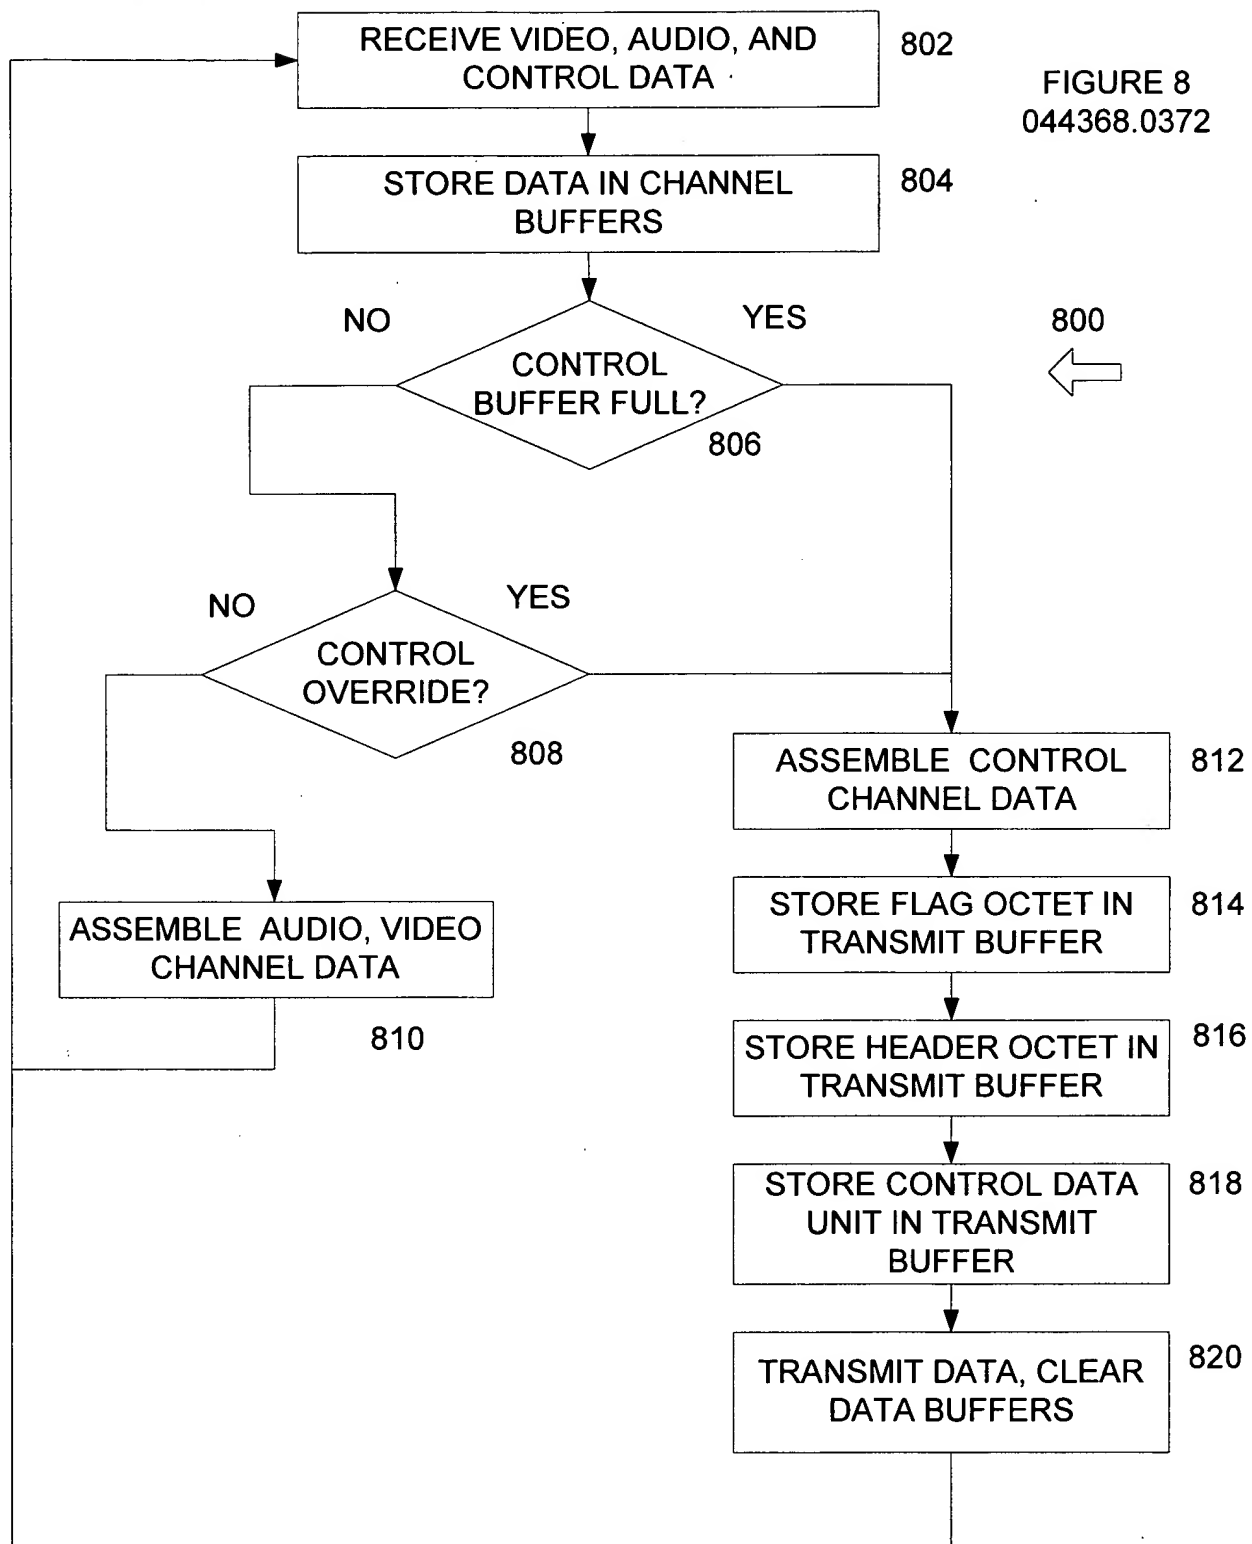 RECEIVE VIDEO, AUDIO, AND
CONTROL DATA
802
FIGURE 8
044368.0372
STORE DATA IN CHANNEL
BUFFERS
804
NO
YES
800
CONTROL
BUFFER FULL?
806
NO
YES
CONTROL
OVERRIDE?
808
ASSEMBLE CONTROL
CHANNEL DATA
812
STORE FLAG OCTET IN
TRANSMIT BUFFER
814
ASSEMBLE AUDIO, VIDEO
CHANNEL DATA
810
STORE HEADER OCTET IN
TRANSMIT BUFFER
816
STORE CONTROL DATA
UNIT IN TRANSMIT
BUFFER
818
TRANSMIT DATA, CLEAR
DATA BUFFERS
820